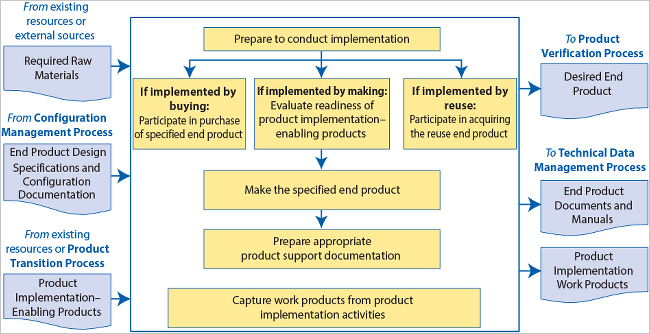 From existing
resources or
external sources
Required Raw
Materials
From Configuration
Management Process
End Product Design
Specifications and
Configuration
Documentation
From existing
resources or Product
Transition Process
Product
Implementation–
Enabling Products
Prepare to conduct implementation
If implemented by
buying:
Participate in purchase
of specified end product
If implemented by making:
Evaluate readiness of
product implementation–
enabling products
If implemented by
reuse:
Participate in acquiring
the reuse end product
Make the specified end product
Prepare appropriate
product support documentation
Capture work products from product
implementation activities
To Product
Verification Process
Desired End
Product
To Technical Data
Management Process
End Product
Documents and
Manuals
Product
Implementation
Work Products